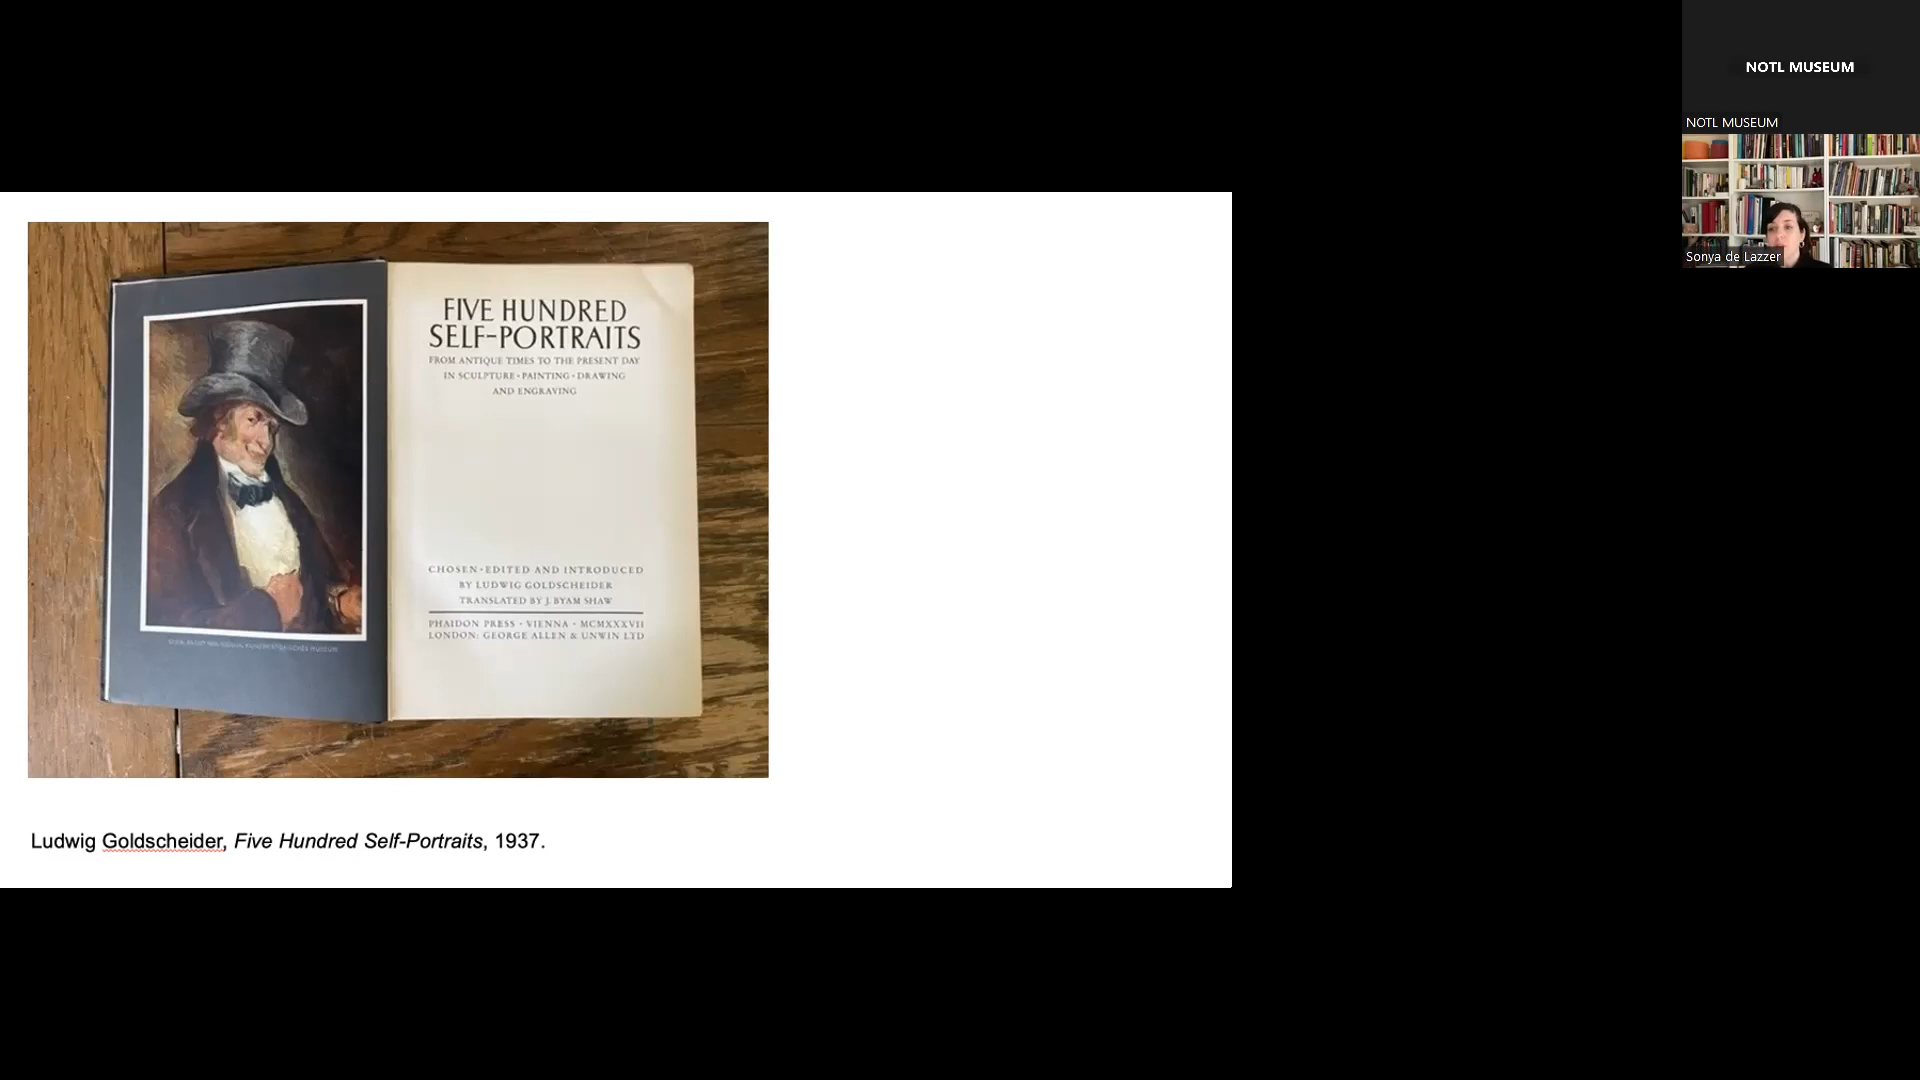 NOTL MUSEUM
NOTL MUSEUM
Sonya de Lazzer
FIVE HUNDRED
SELF-PORTRAITS
FROM ANTIQUE TIMES TO THE PRESENT DAY
IN SCULPTURE · PAINTING · DRAWING
AND ENGRAVING
CHOSEN · EDITED AND INTRODUCED
BY LUDWIG GOLDSCHEIDER
TRANSLATED BY J. BYAM SHAW
PHAIDON PRESS · VIENNA · MCMXXXVII
LONDON: GEORGE ALLEN & UNWIN LTD
MUSEUM
Ludwig Goldscheider, Five Hundred Self-Portraits, 1937.